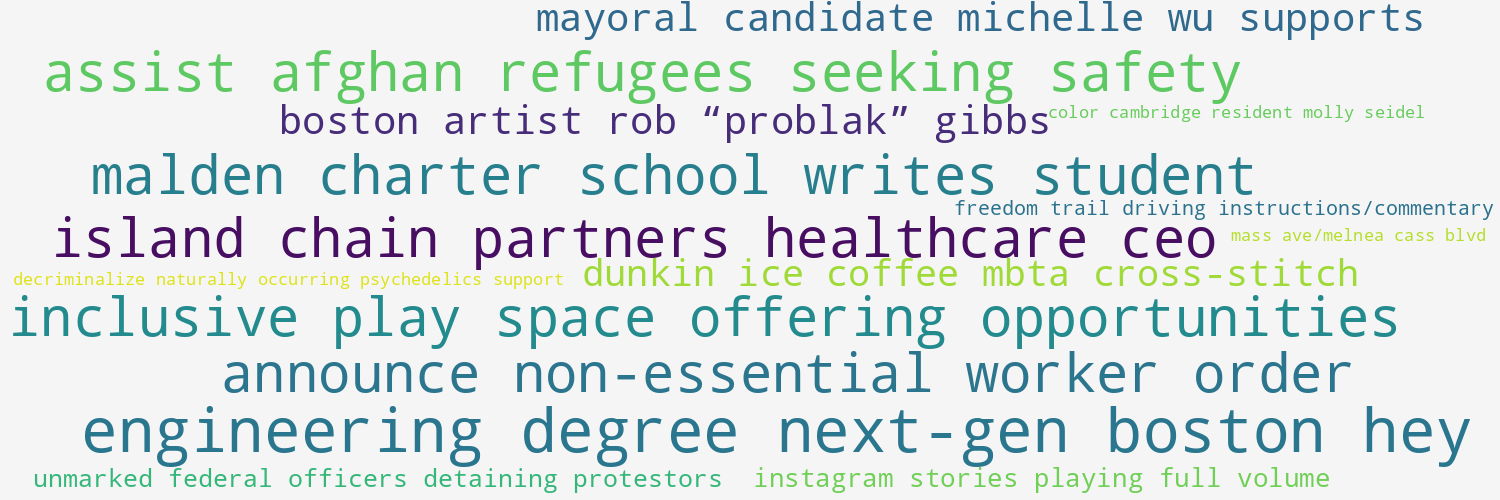 mayoral candidate michelle wu supports
assist afghan refugees seeking safety
boston artist rob “problak” gibbs
color cambridge resident molly seidel
malden charter school writes student
freedom trail driving instructions/commentary
island chain partners healthcare ceo
mass ave/melnea cass blvd
decriminalize naturally occurring psychedelics support
dunkin ice coffee mbta cross-stitch
inclusive play space offering opportunities
announce non-essential worker order
engineering degree next-gen boston hey
unmarked federal officers detaining protestors
instagram stories playing full volume